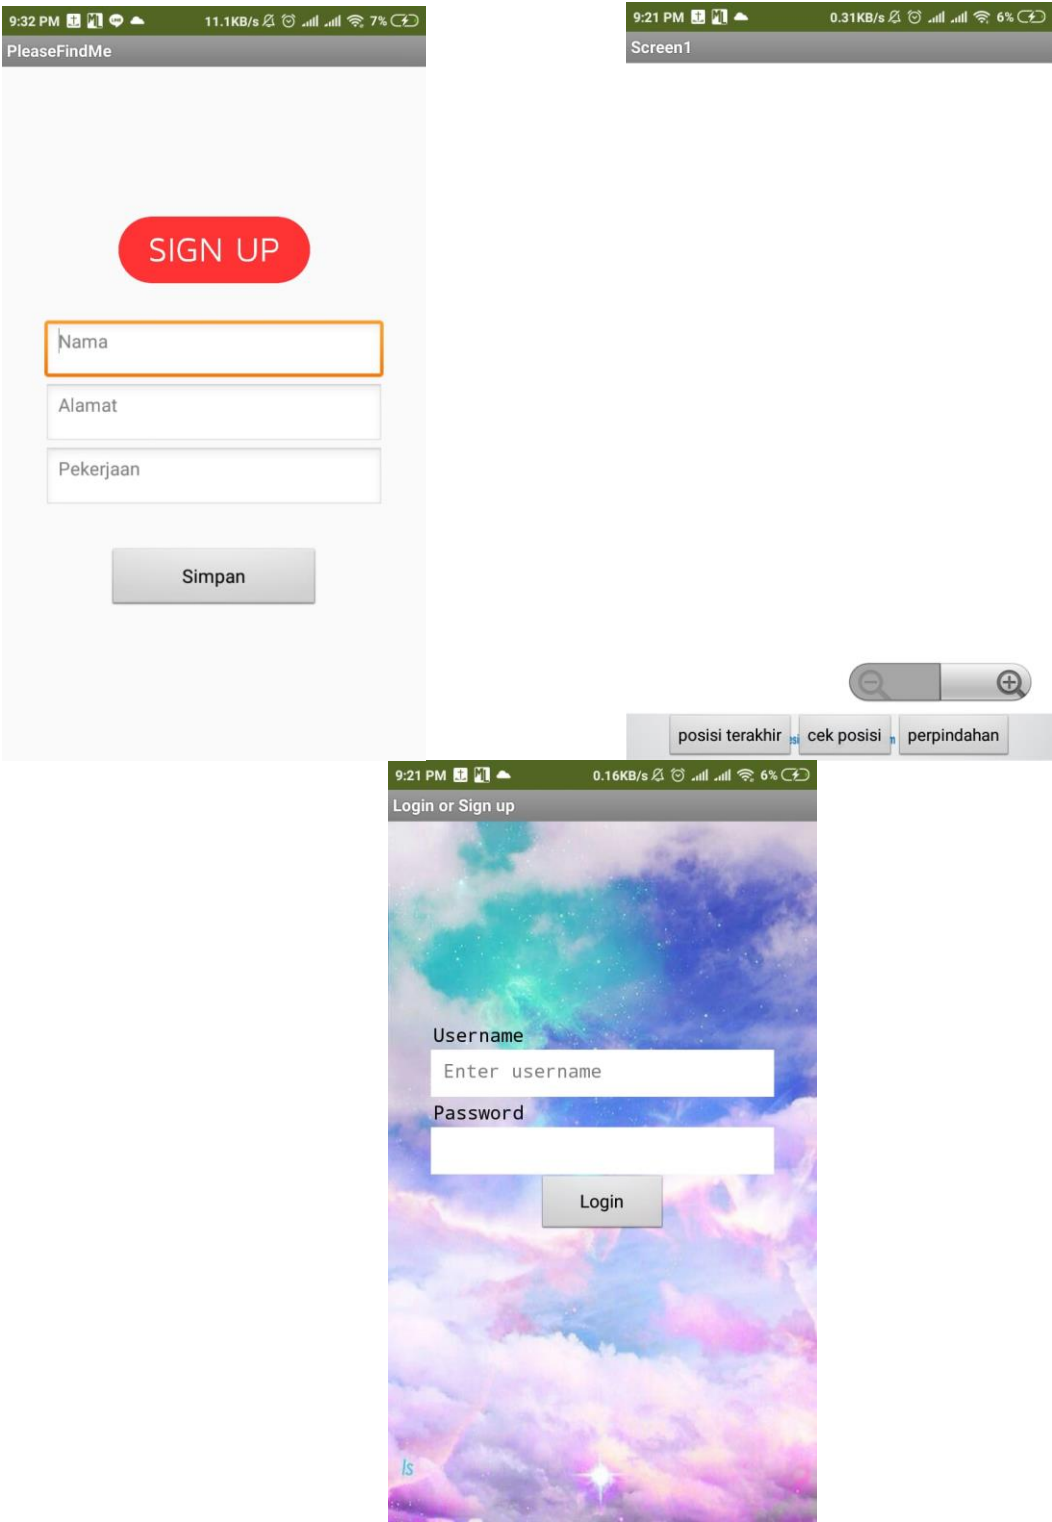 9:32 PM
11.1KB/s
7%
PleaseFindMe
SIGN UP
Nama
Alamat
Pekerjaan
Simpan
9:21 PM
0.31KB/s
6%
Screen1
posisi terakhir
cek posisi
perpindahan
9:21 PM
0.16KB/s
6%
Login or Sign up
Username
Enter username
Password
Login
ls